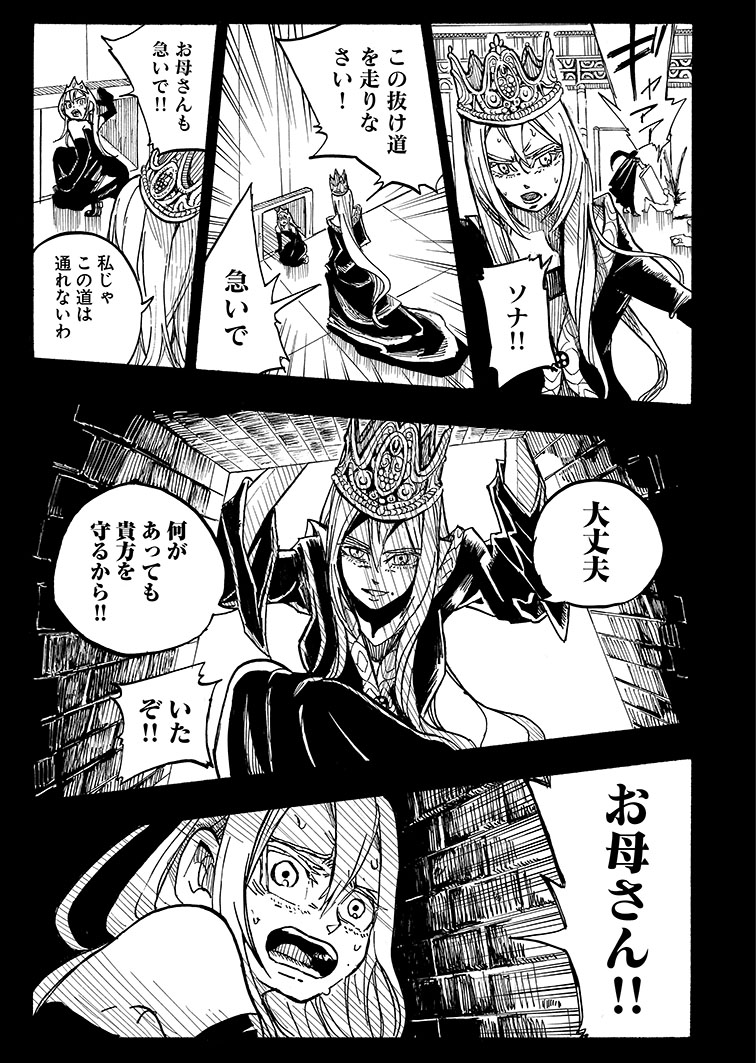 キャアァァ
ソナ!!
この抜け道
を走りな
さい!
急いで
お母さんも
急いで!!
私じゃ
この道は
通れないわ
大丈夫
何が
あっても
貴方を
守るから!!
いた
ぞ!!
お母さん!!